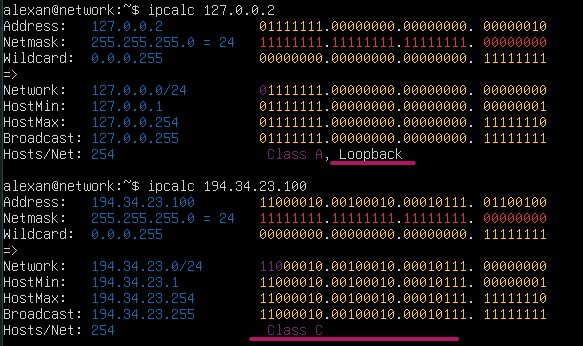 alexan@network:~$ ipcalc 127.0.0.2
Address: 127.0.0.2 01111111.00000000.00000000. 00000010
Netmask: 255.255.255.0 = 24 11111111.11111111.11111111. 00000000
Wildcard: 0.0.0.255 00000000.00000000.00000000. 11111111
=>
Network: 127.0.0.0/24 01111111.00000000.00000000. 00000000
HostMin: 127.0.0.1 01111111.00000000.00000000. 00000001
HostMax: 127.0.0.254 01111111.00000000.00000000. 11111110
Broadcast: 127.0.0.255 01111111.00000000.00000000. 11111111
Hosts/Net: 254 Class A, Loopback
alexan@network:~$ ipcalc 194.34.23.100
Address: 194.34.23.100 11000010.00100010.00010111. 01100100
Netmask: 255.255.255.0 = 24 11111111.11111111.11111111. 00000000
Wildcard: 0.0.0.255 00000000.00000000.00000000. 11111111
=>
Network: 194.34.23.0/24 11000010.00100010.00010111. 00000000
HostMin: 194.34.23.1 11000010.00100010.00010111. 00000001
HostMax: 194.34.23.254 11000010.00100010.00010111. 11111110
Broadcast: 194.34.23.255 11000010.00100010.00010111. 11111111
Hosts/Net: 254 Class C